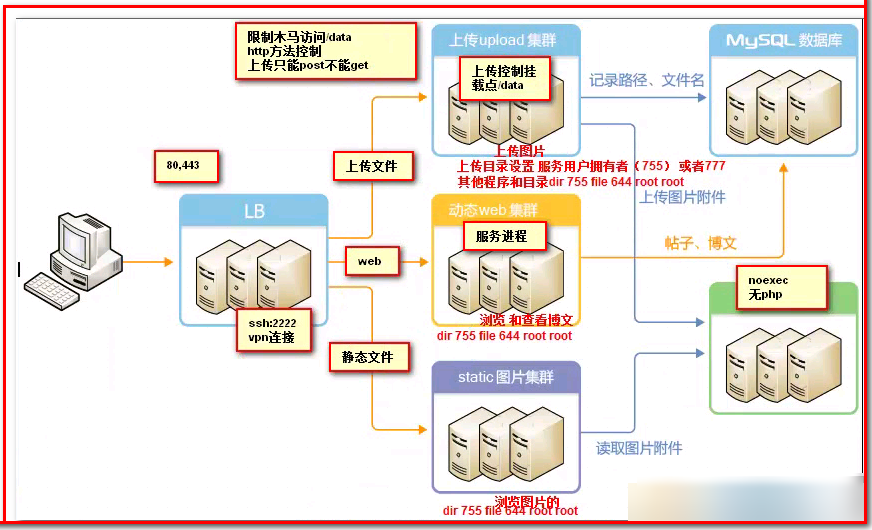 限制木马访问/data
http方法控制
上传只能post不能get
上传upload 集群
上传控制挂
载点/data
MySQL 数据库
记录路径、文件名
80,443
上传文件
上传图片
上传目录设置 服务用户拥有者（755）或者777
其他程序和目录dir 755 file 644 root root
上传图片附件
LB
动态web 集群
服务进程
web
帖子、博文
noexec
无php
ssh:2222
vpn连接
浏览 和查看博文
dir 755 file 644 root root
静态文件
static 图片集群
读取图片附件
浏览图片的
dir 755 file 644 root root